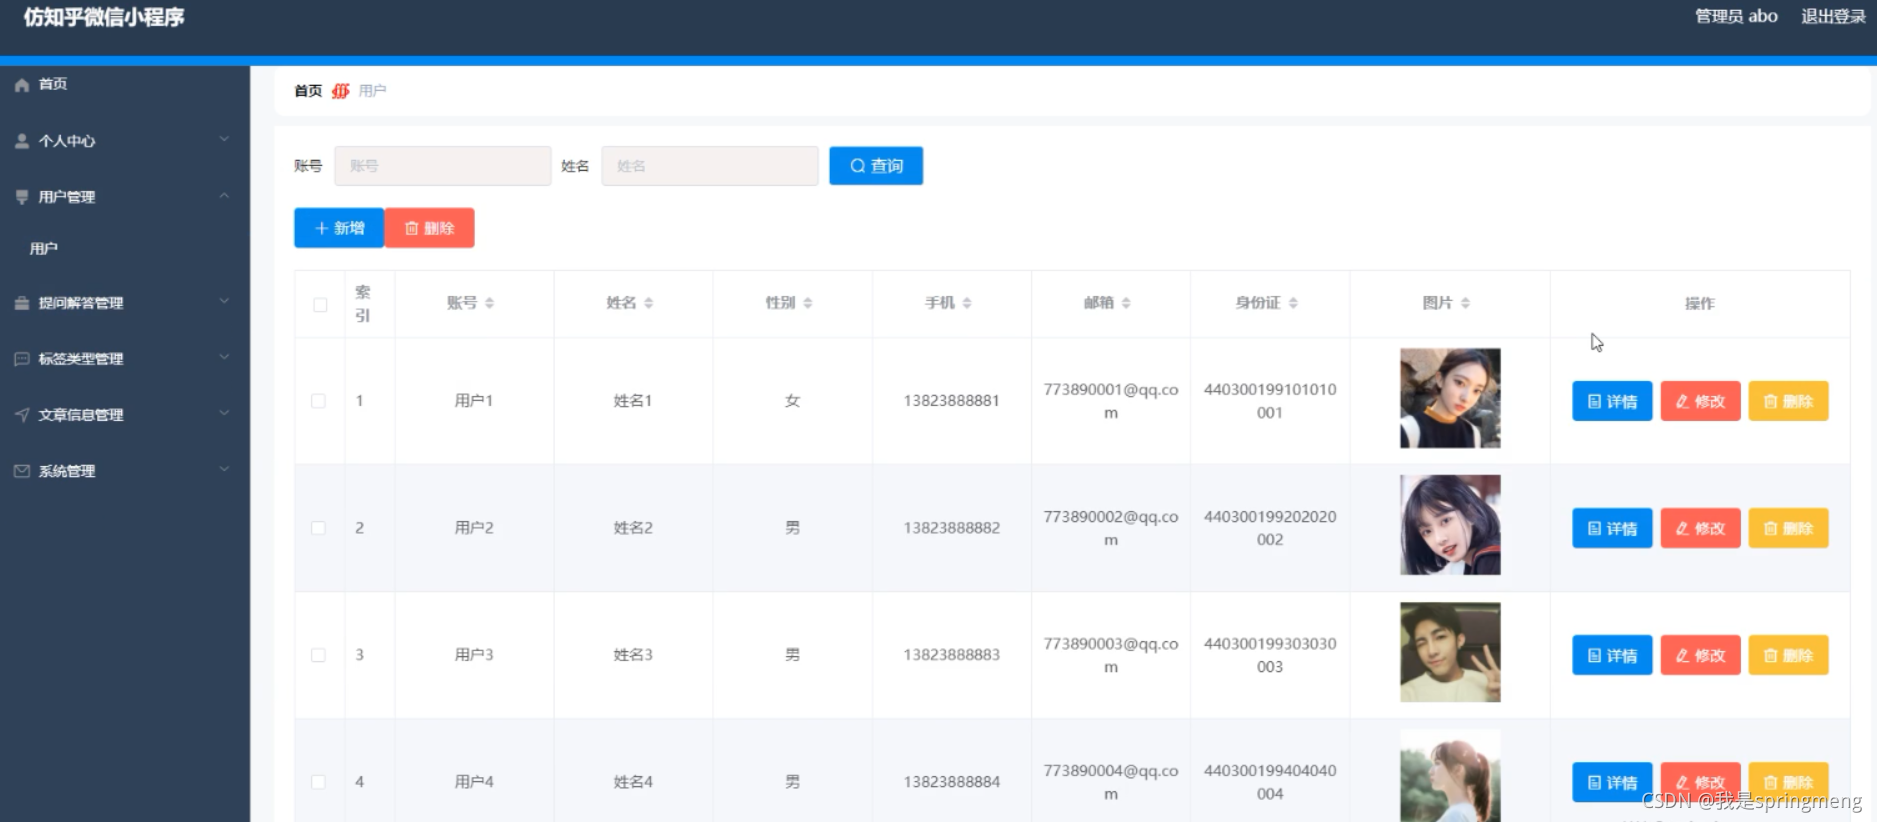 仿知乎微信小程序
管理员 abo 退出登录
首页
个人中心
用户管理
用户
提问解答管理
标签类型管理
文章信息管理
系统管理
首页 用户
账号 账号 姓名 姓名 查询
新增 删除
索引 账号 姓名 性别 手机 邮箱 身份证 图片 操作
1 用户1 姓名1 女 13823888881 773890001@qq.com 440300199101010001 详情 修改 删除
2 用户2 姓名2 男 13823888882 773890002@qq.com 440300199202020002 详情 修改 删除
3 用户3 姓名3 男 13823888883 773890003@qq.com 440300199303030003 详情 修改 删除
4 用户4 姓名4 男 13823888884 773890004@qq.com 440300199404040004 详情 修改 删除
CSDN @我是springmeng